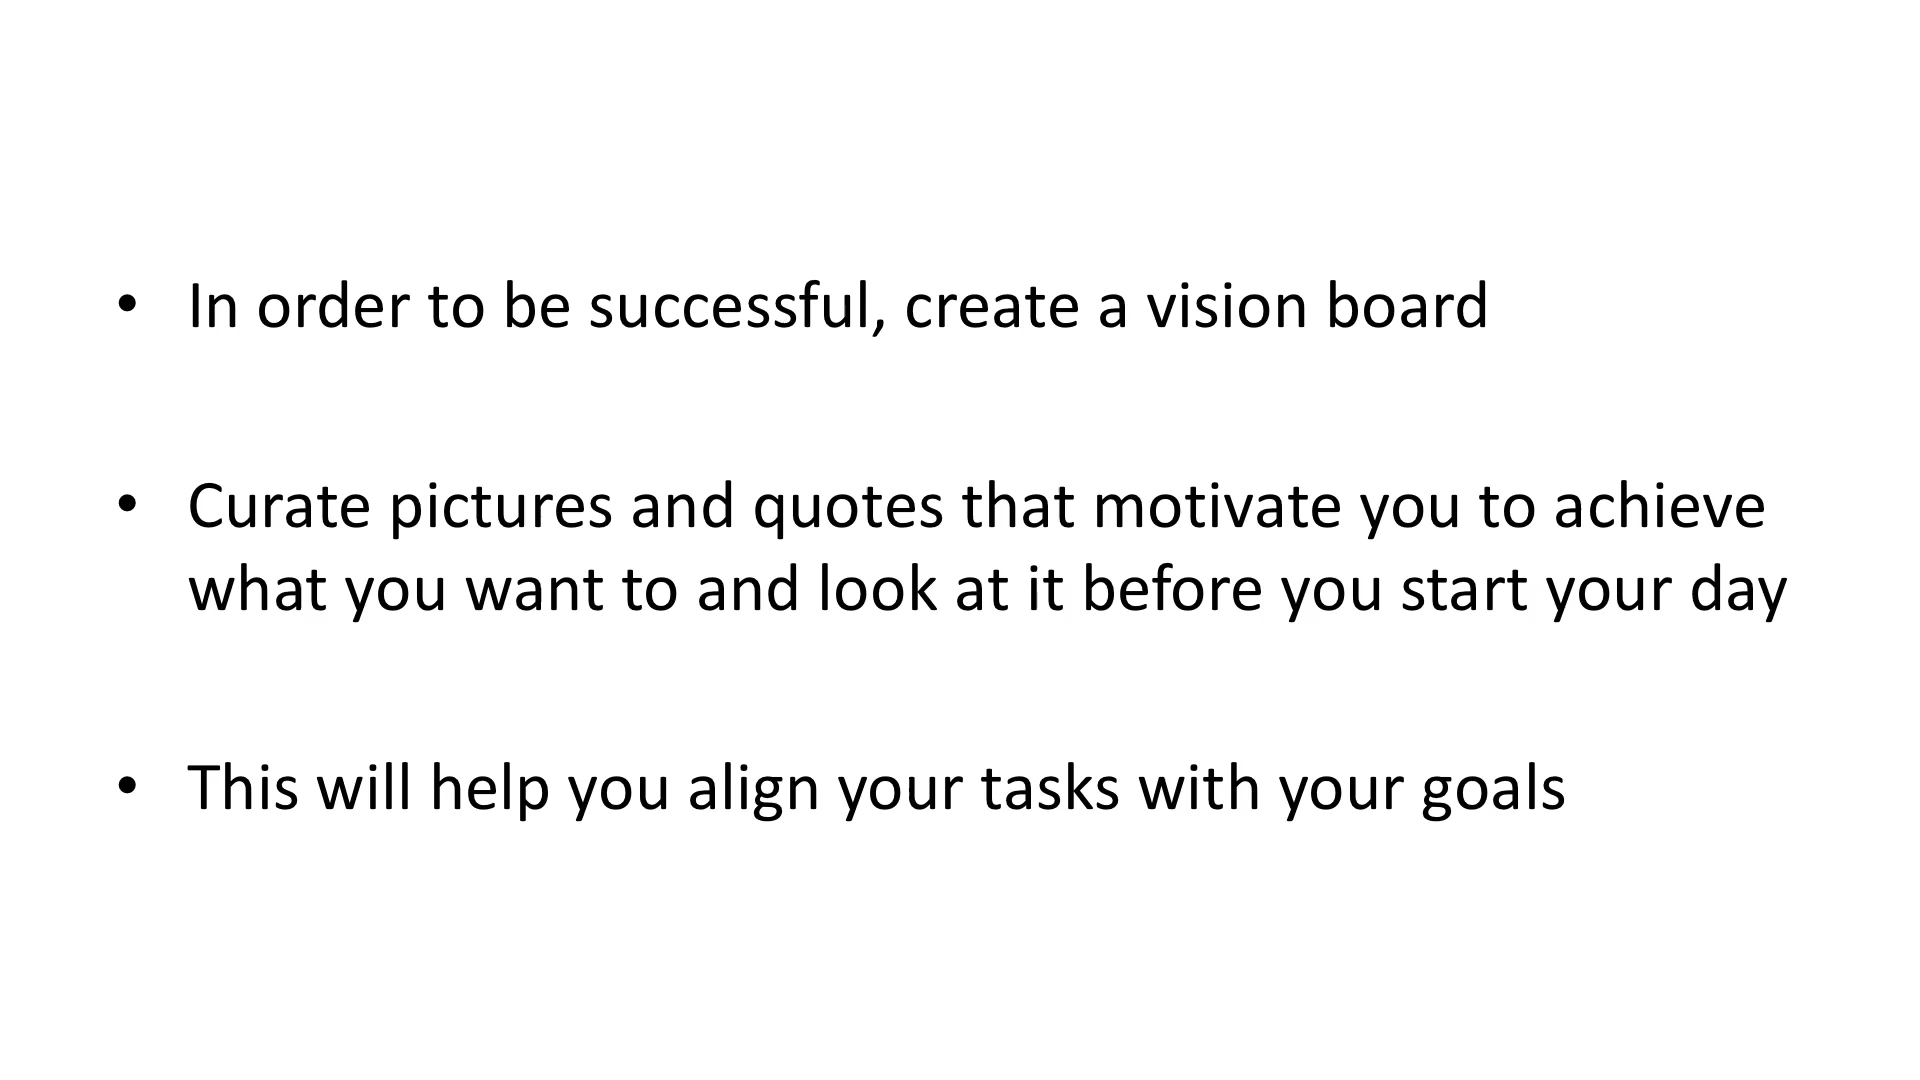 • In order to be successful, create a vision board
• Curate pictures and quotes that motivate you to achieve
what you want to and look at it before you start your day
• This will help you align your tasks with your goals